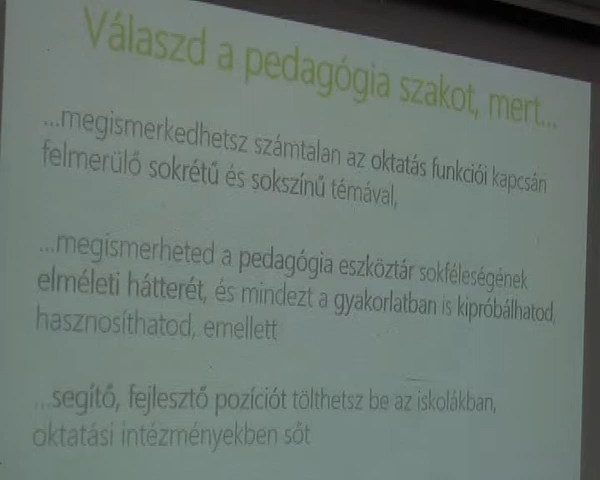 Válaszd a pedagógia szakot, mert...
...megismerkedhetsz számtalan az oktatás funkciói kapcsán
felmerülő sokrétű és sokszínű témával,
...megismerheted a pedagógia eszköztár sokféleségének
elméleti hátterét, és mindezt a gyakorlatban is kipróbálhatod,
hasznosíthatod, emellett
...segítő, fejlesztő pozíciót tölthetsz be az iskolákban,
oktatási intézményekben sőt